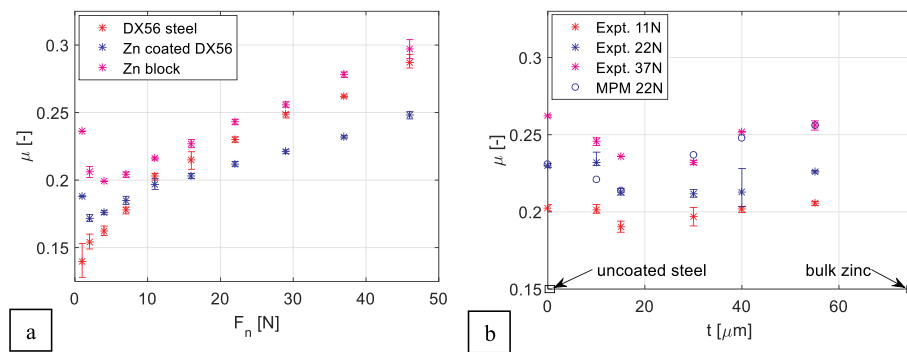 DX56 steel
Zn coated DX56
Zn block
0.3
0.25
0.2
0.15
μ [-]
0 10 20 30 40 50
F_n [N]
a
Expt. 11N
Expt. 22N
Expt. 37N
MPM 22N
0.3
0.25
0.2
0.15
μ [-]
uncoated steel
bulk zinc
0 20 40 60
t [μm]
b